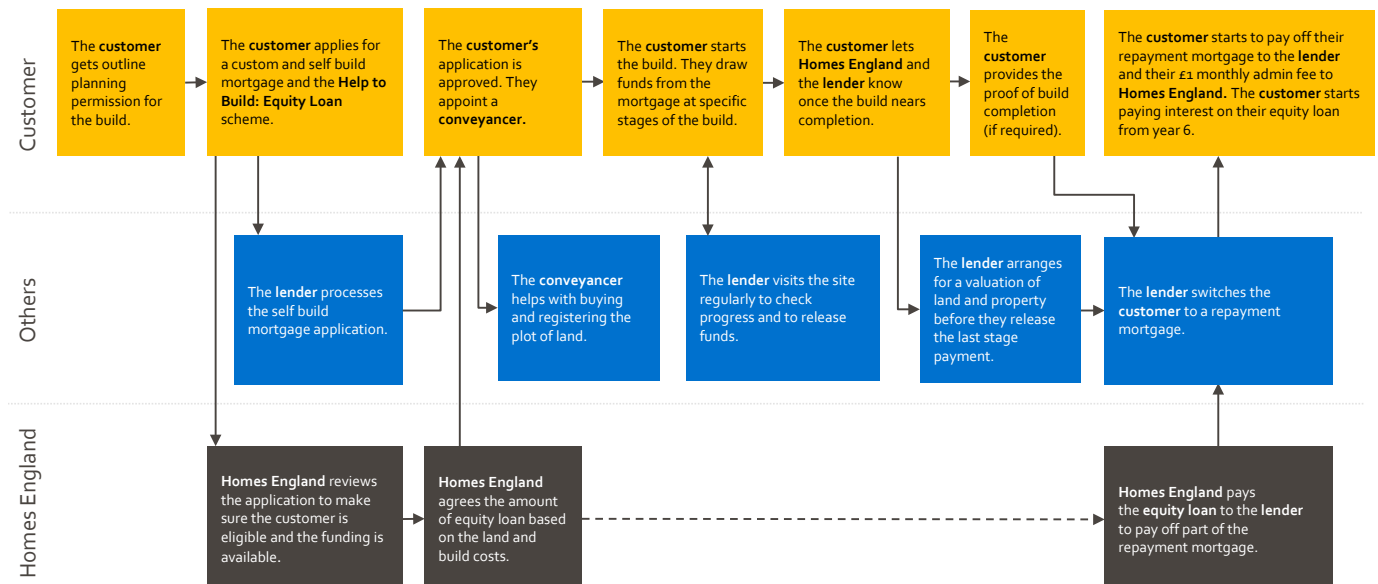 Customer
The customer
gets outline
planning
permission for
the build.
The customer applies for
a custom and self build
mortgage and the Help to
Build: Equity Loan
scheme.
The customer's
application is
approved. They
appoint a
conveyancer.
The customer starts
the build. They draw
funds from the
mortgage at specific
stages of the build.
The customer lets
Homes England and
the lender know
once the build nears
completion.
The
customer
provides the
proof of build
completion
(if required).
The customer starts to pay off their
repayment mortgage to the lender
and their £1 monthly admin fee to
Homes England. The customer starts
paying interest on their equity loan
from year 6.
Others
The lender processes
the self build
mortgage application.
The conveyancer
helps with buying
and registering the
plot of land.
The lender visits the site
regularly to check
progress and to release
funds.
The lender arranges
for a valuation of
land and property
before they release
the last stage
payment.
The lender switches the
customer to a repayment
mortgage.
Homes England
Homes England reviews
the application to make
sure the customer is
eligible and the funding is
available.
Homes England
agrees the amount
of equity loan based
on the land and
build costs.
Homes England pays
the equity loan to the lender
to pay off part of the
repayment mortgage.